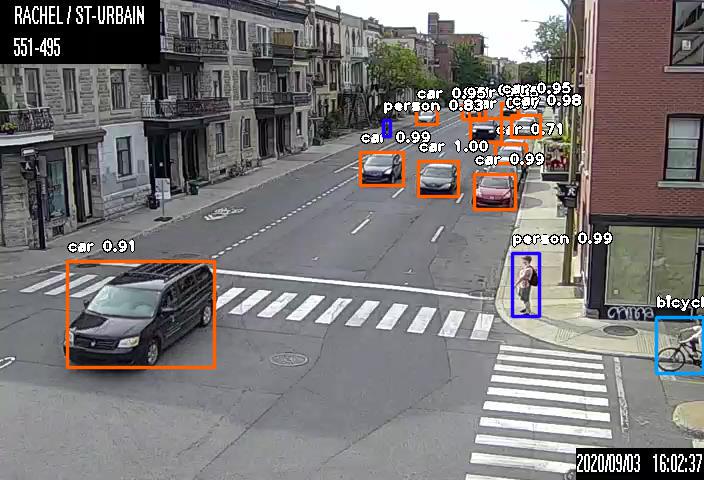 RACHEL / ST-URBAIN
551-495
car 0.95
car 0.95
person 0.83
car 0.98
car 0.71
car 0.99
car 1.00
car 0.99
person 0.99
car 0.91
bicycl
2020/09/03 16:02:37